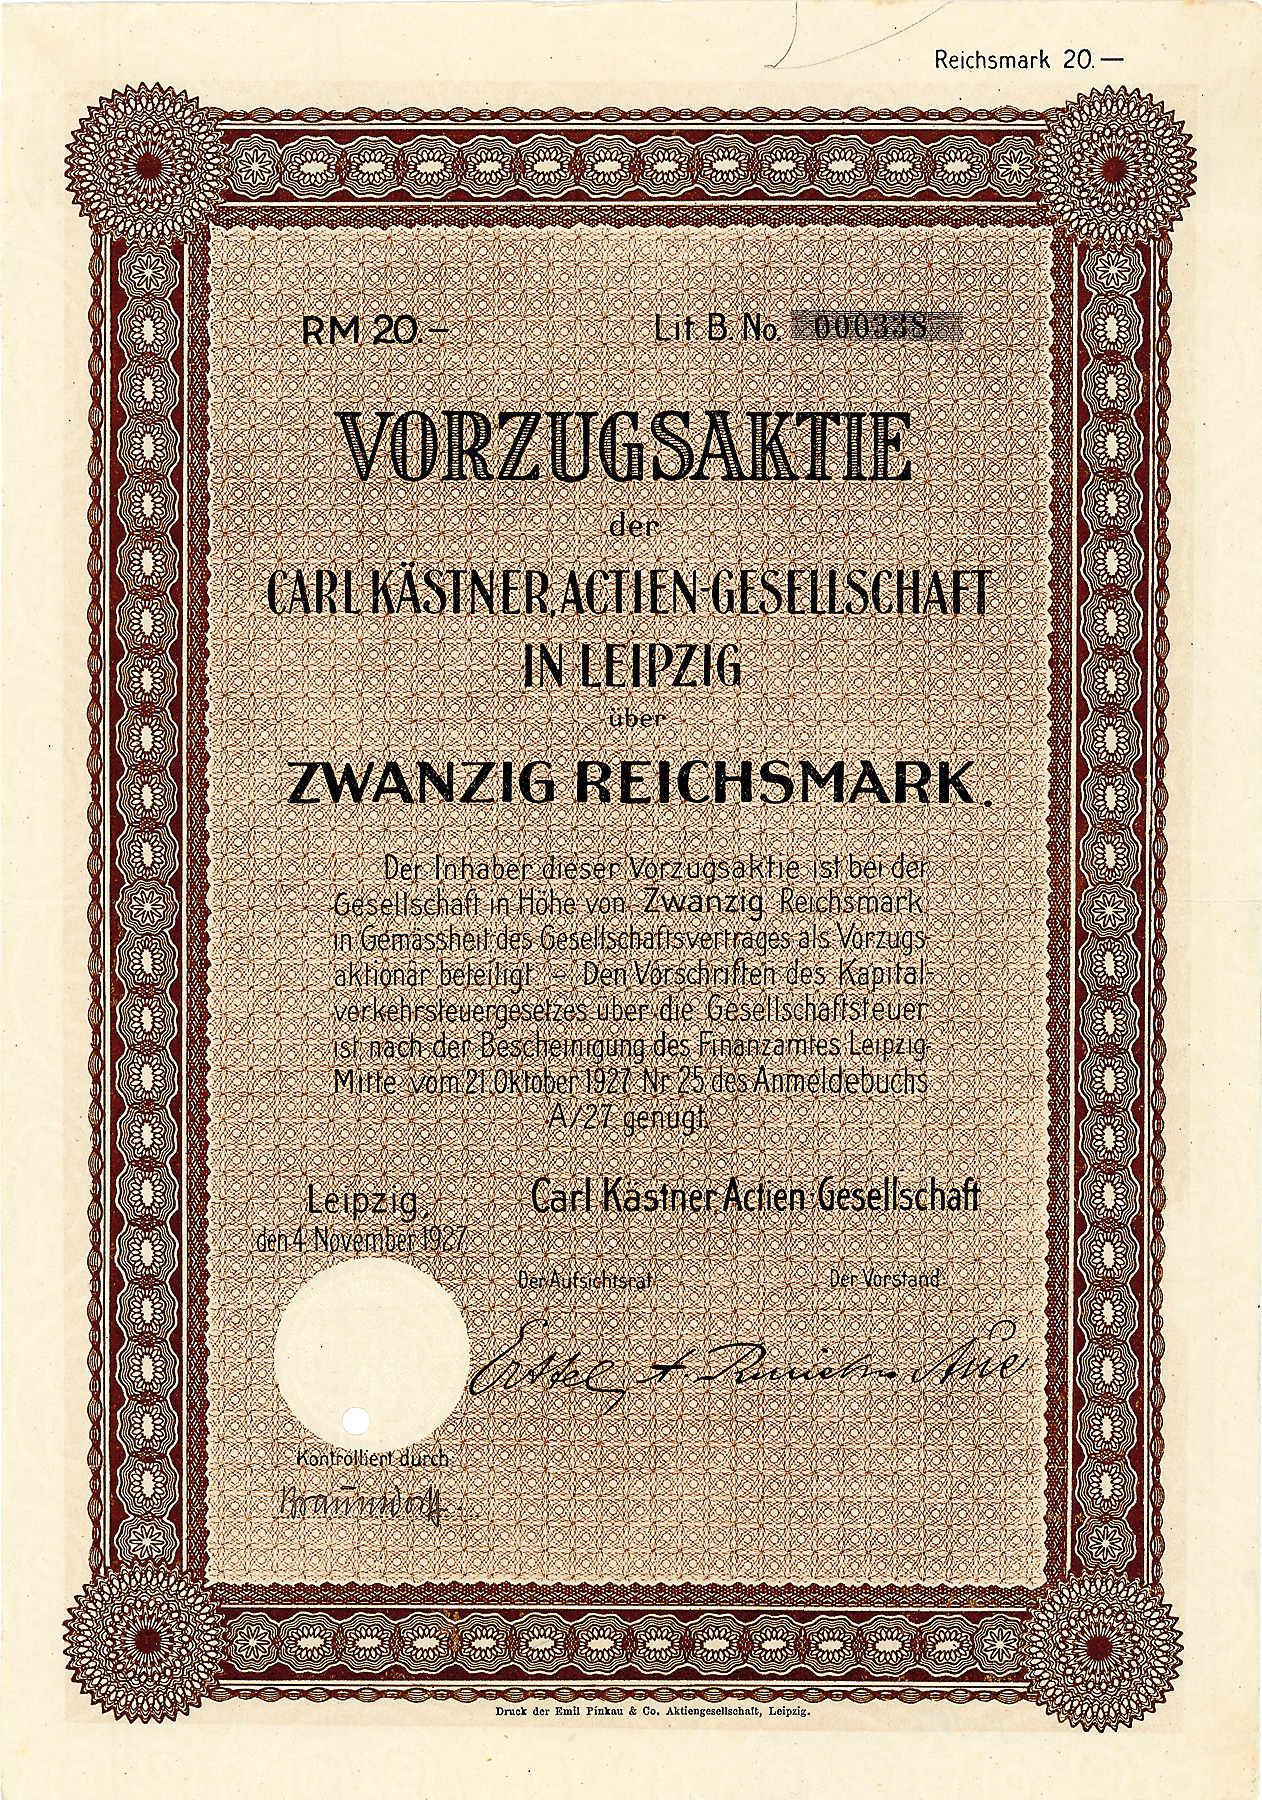 Reichsmark 20.—
RM 20.— Lit B. No. 000338
VORZUGSAKTIE
der
CARL KÄSTNER, ACTIEN-GESELLSCHAFT
IN LEIPZIG
über
ZWANZIG REICHSMARK.
Der Inhaber dieser Vorzugsaktie ist bei der
Gesellschaft in Höhe von Zwanzig Reichsmark
in Gemässheit des Gesellschaftsvertrages als Vorzugs-
aktionär beteiligt. — Den Vorschriften des Kapital-
verkehrsteuergesetzes über die Gesellschaftsteuer
ist nach der Bescheinigung des Finanzamtes Leipzig-
Mitte vom 21. Oktober 1927 Nr. 25 des Anmeldebuchs
A/27 genügt.
Leipzig, Carl Kästner, Actien Gesellschaft
den 4. November 1927.
Der Aufsichtsrat: Der Vorstand:
Kontrolliert durch:
Braunsdorff
Druck der Emil Pinkau & Co. Aktiengesellschaft, Leipzig.